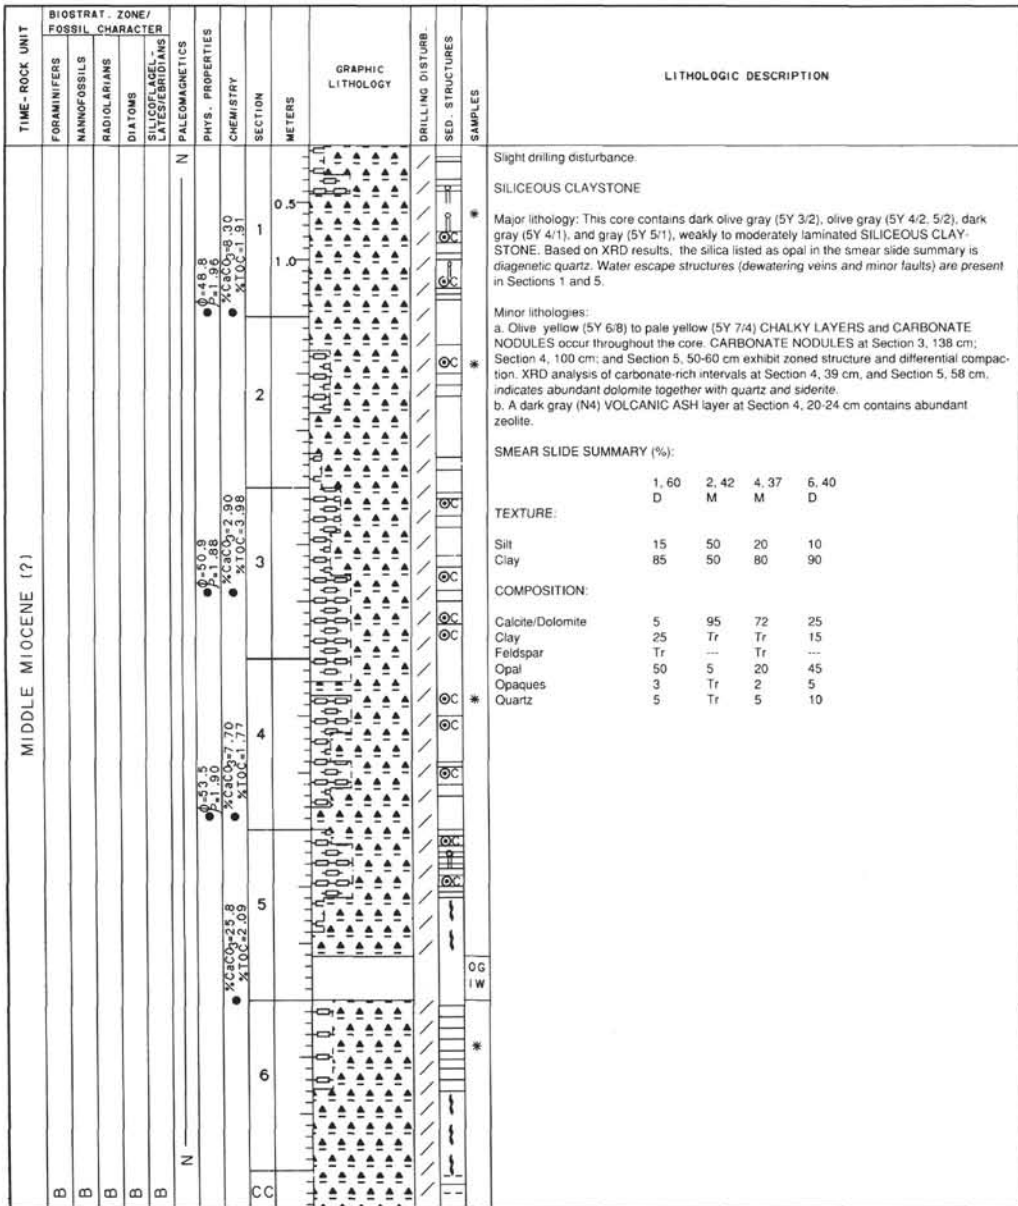 TIME-ROCK UNIT
BIOSTRAT. ZONE/
FOSSIL CHARACTER
FORAMINIFERS
NANNOFOSSILS
RADIOLARIANS
DIATOMS
SILICOFLAGEL-
LATES/EBRIDIANS
PALEOMAGNETICS
PHYS. PROPERTIES
CHEMISTRY
SECTION
METERS
GRAPHIC
LITHOLOGY
DRILLING DISTURB.
SED. STRUCTURES
SAMPLES
LITHOLOGIC DESCRIPTION
MIDDLE MIOCENE (?)
B
B
B
B
B
N
N
Φ=48.8
ρ=1.96
Φ=50.9
ρ=1.88
Φ=53.5
ρ=1.90
%CaCO3=8.30
%TOC=1.91
%CaCO3=2.90
%TOC=3.98
%CaCO3=7.70
%TOC=1.77
%CaCO3=25.8
%TOC=2.09
1
2
3
4
5
6
CC
0.5
1.0
C
C
C
C
C
C
C
C
C
C
C
C
*
*
*
OG
IW
*
Slight drilling disturbance.
SILICEOUS CLAYSTONE
Major lithology: This core contains dark olive gray (5Y 3/2), olive gray (5Y 4/2, 5/2), dark
gray (5Y 4/1), and gray (5Y 5/1), weakly to moderately laminated SILICEOUS CLAY-
STONE. Based on XRD results, the silica listed as opal in the smear slide summary is
diagenetic quartz. Water escape structures (dewatering veins and minor faults) are present
in Sections 1 and 5.
Minor lithologies:
a. Olive yellow (5Y 6/8) to pale yellow (5Y 7/4) CHALKY LAYERS and CARBONATE
NODULES occur throughout the core. CARBONATE NODULES at Section 3, 138 cm;
Section 4, 100 cm; and Section 5, 50-60 cm exhibit zoned structure and differential compac-
tion. XRD analysis of carbonate-rich intervals at Section 4, 39 cm, and Section 5, 58 cm,
indicates abundant dolomite together with quartz and siderite.
b. A dark gray (N4) VOLCANIC ASH layer at Section 4, 20-24 cm contains abundant
zeolite.
SMEAR SLIDE SUMMARY (%):
1, 60 2, 42 4, 37 6, 40
D M M D
TEXTURE:
Silt 15 50 20 10
Clay 85 50 80 90
COMPOSITION:
Calcite/Dolomite 5 95 72 25
Clay 25 Tr Tr 15
Feldspar Tr --- Tr ---
Opal 50 5 20 45
Opaques 3 Tr 2 5
Quartz 5 Tr 5 10